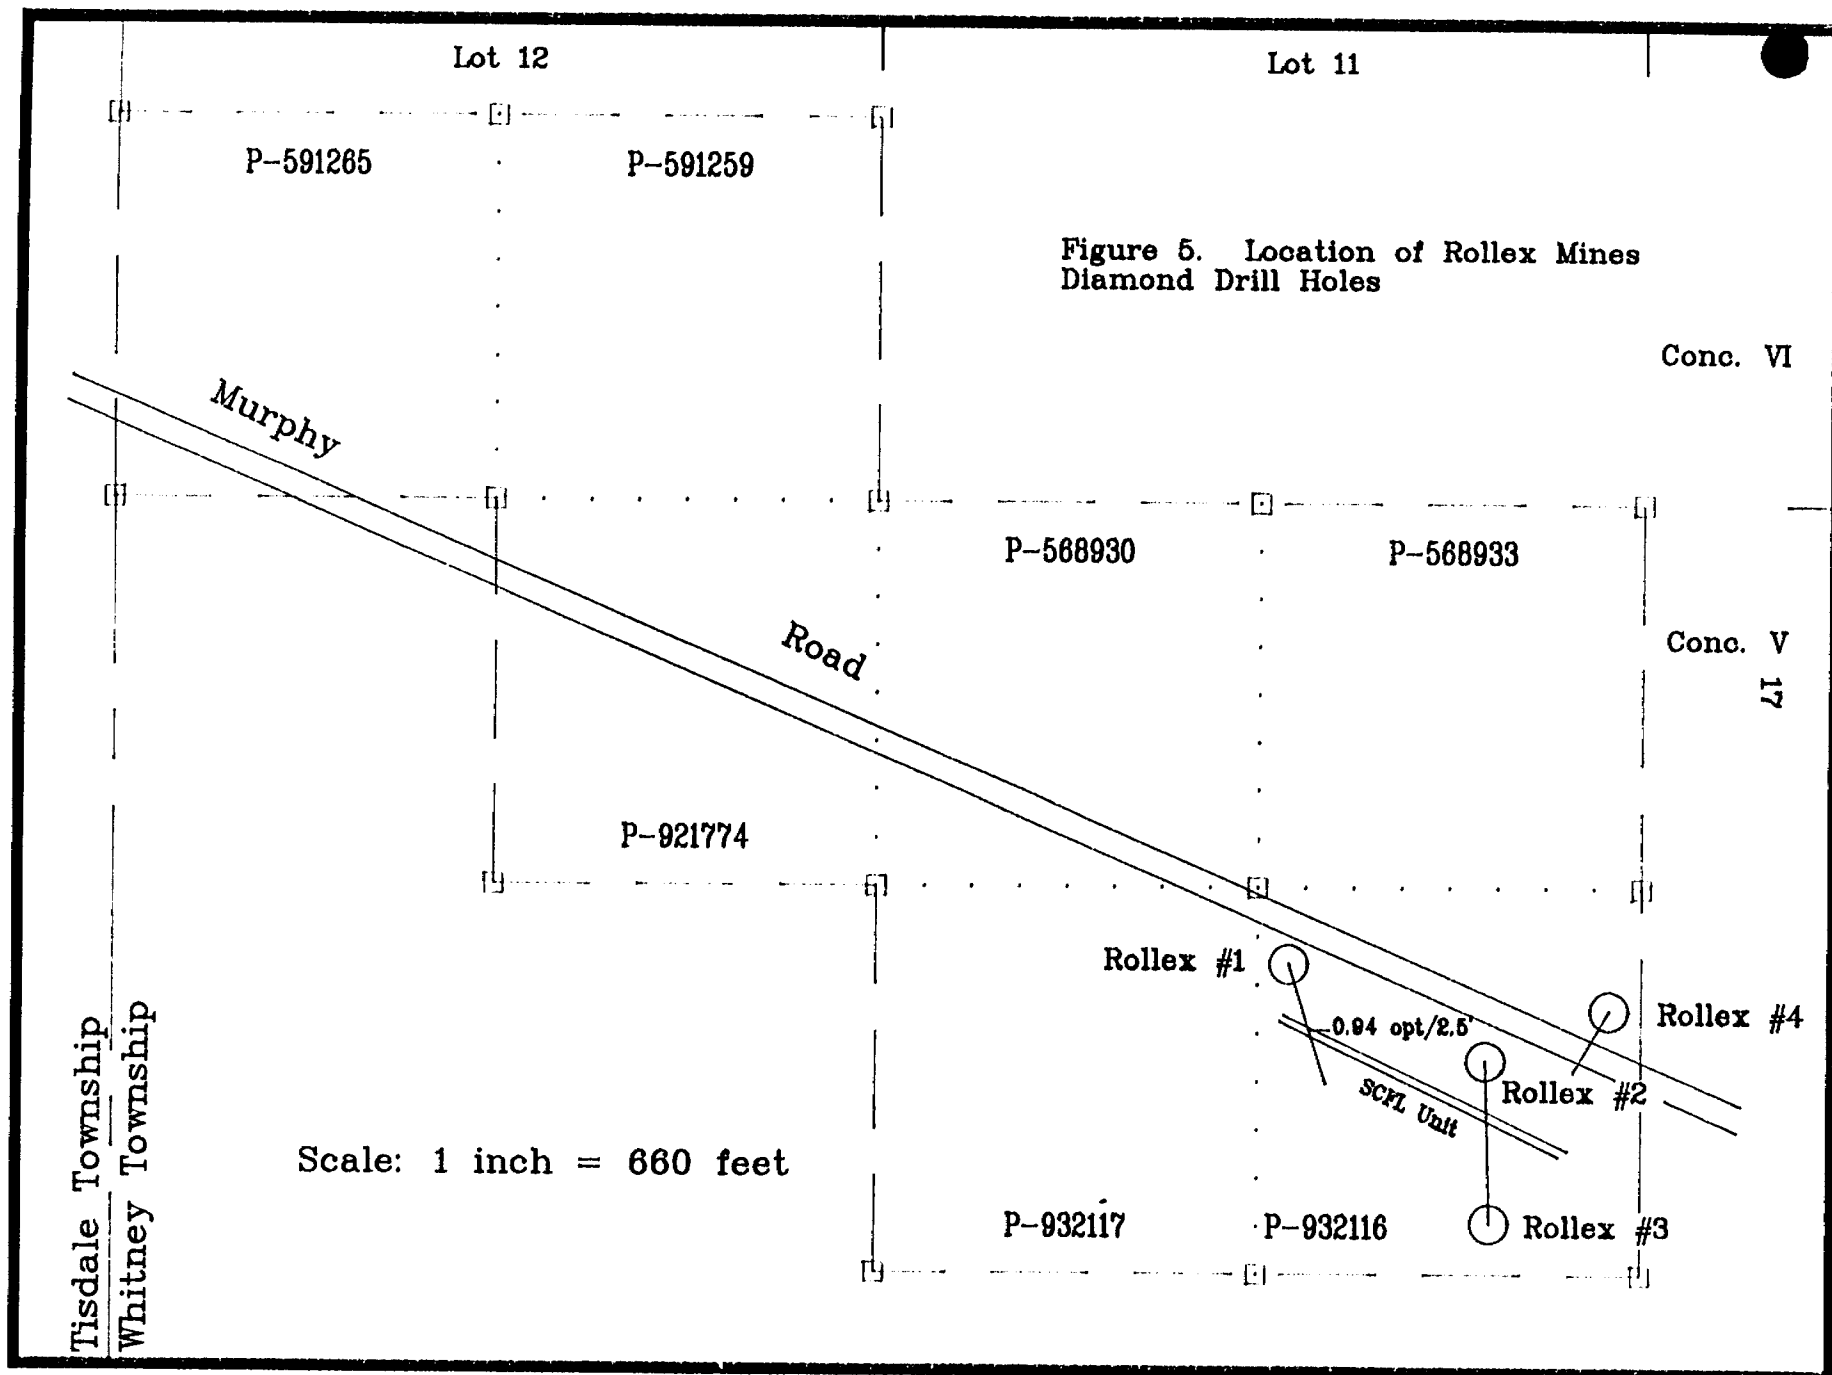 Lot 12
Lot 11
P-591265
P-591259
Figure 5. Location of Rollex Mines
Diamond Drill Holes
Conc. VI
Murphy
Road
P-568930
P-568933
Conc. V
17
P-921774
Rollex #1
Rollex #4
0.94 opt/2.5'
Rollex #2
SCFL Unit
Tisdale Township
Whitney Township
Scale: 1 inch = 660 feet
P-932117
P-932116
Rollex #3